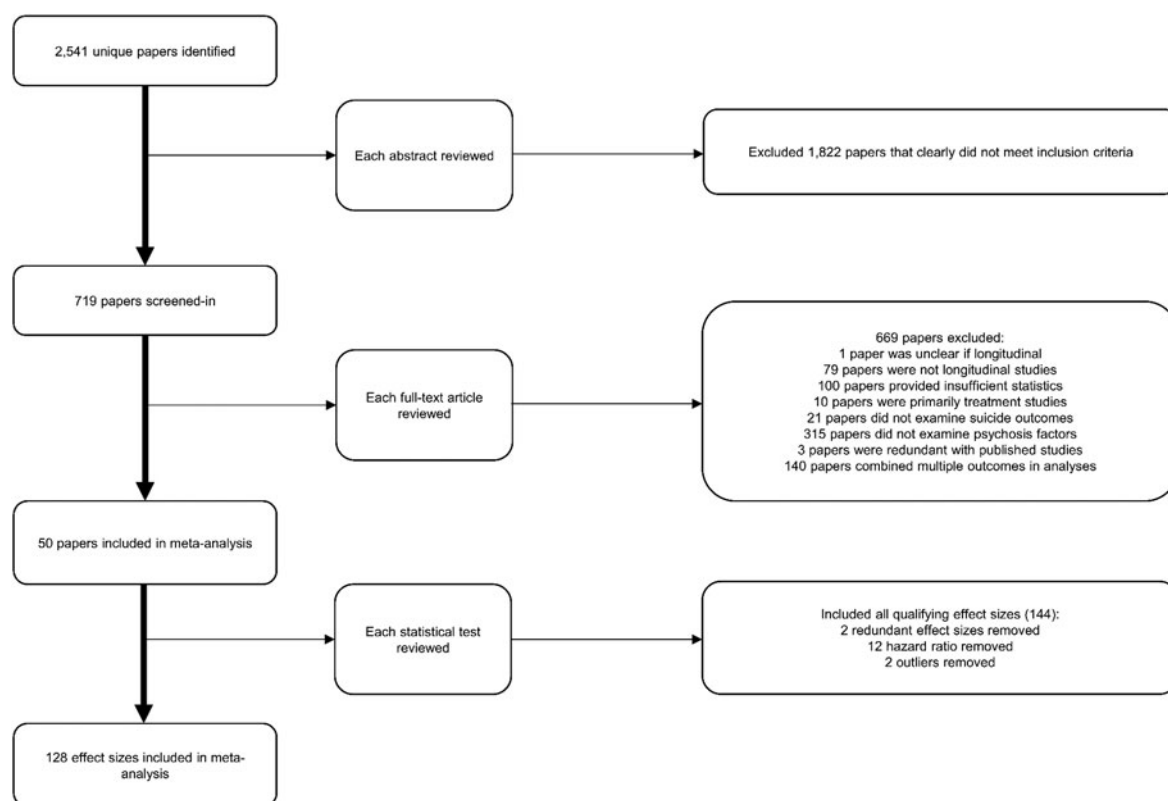 2,541 unique papers identified
Each abstract reviewed
Excluded 1,822 papers that clearly did not meet inclusion criteria
719 papers screened-in
Each full-text article
reviewed
669 papers excluded:
1 paper was unclear if longitudinal
79 papers were not longitudinal studies
100 papers provided insufficient statistics
10 papers were primarily treatment studies
21 papers did not examine suicide outcomes
315 papers did not examine psychosis factors
3 papers were redundant with published studies
140 papers combined multiple outcomes in analyses
50 papers included in meta-analysis
Each statistical test
reviewed
Included all qualifying effect sizes (144):
2 redundant effect sizes removed
12 hazard ratio removed
2 outliers removed
128 effect sizes included in meta-
analysis